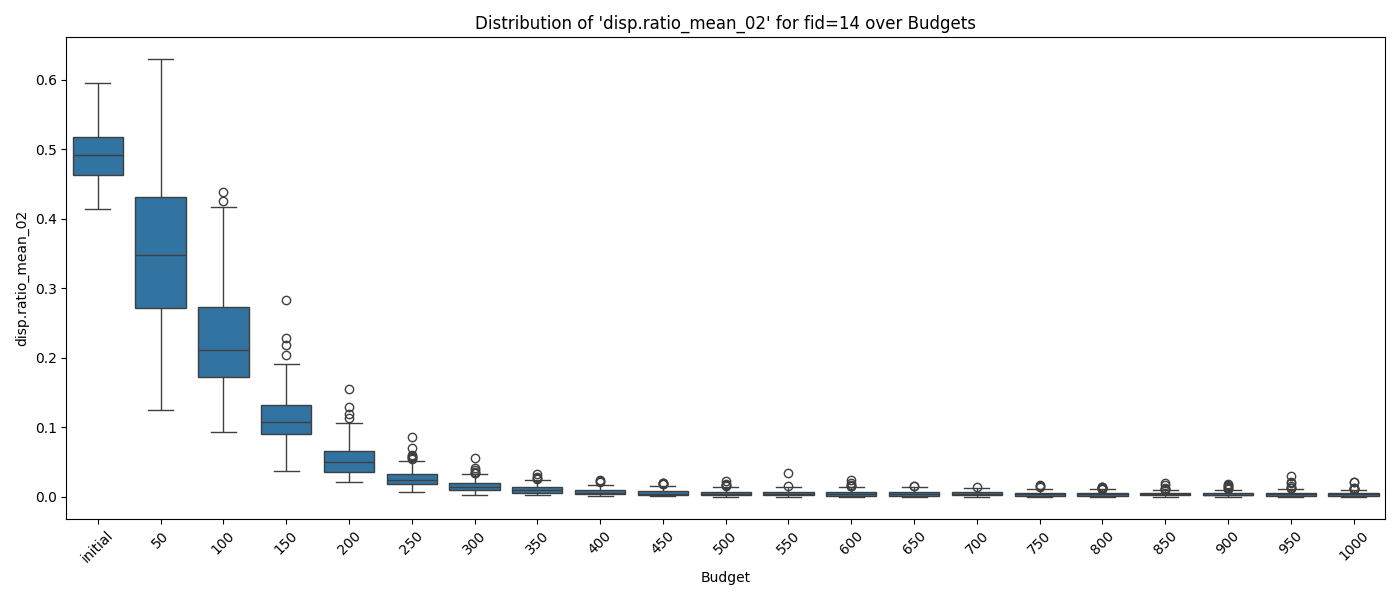 Distribution of 'disp.ratio_mean_02' for fid=14 over Budgets
disp.ratio_mean_02
0.6
0.5
0.4
0.3
0.2
0.1
0.0
initial 50 100 150 200 250 300 350 400 450 500 550 600 650 700 750 800 850 900 950 1000
Budget